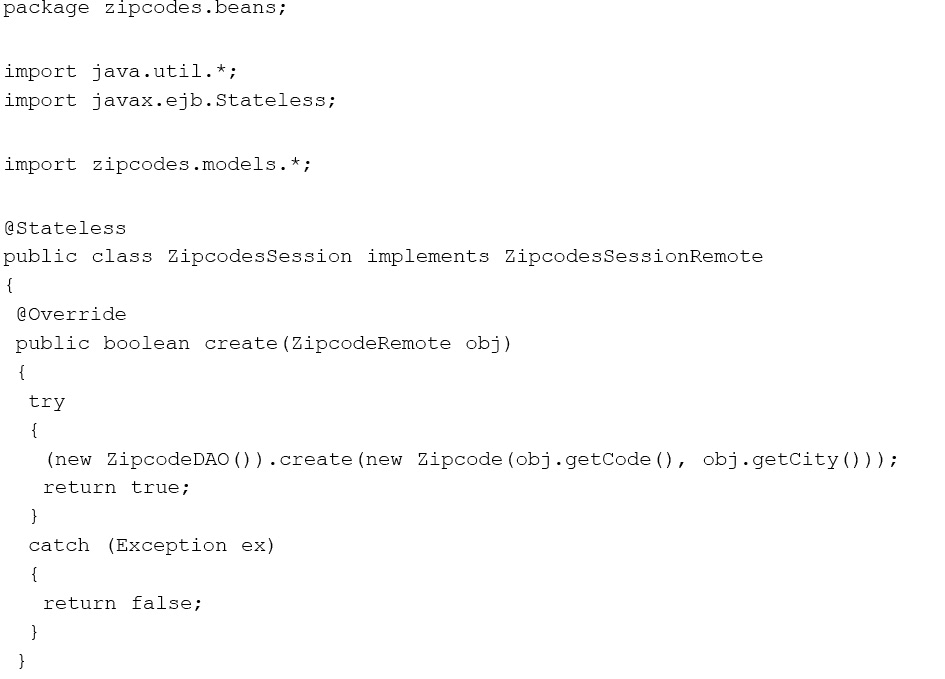 package zipcodes.beans;
import java.util.*;
import javax.ejb.Stateless;
import zipcodes.models.*;
@Stateless
public class ZipcodesSession implements ZipcodesSessionRemote
{
@Override
public boolean create(ZipcodeRemote obj)
{
try
{
(new ZipcodeDAO()).create(new Zipcode(obj.getCode(), obj.getCity()));
return true;
}
catch (Exception ex)
{
return false;
}
}